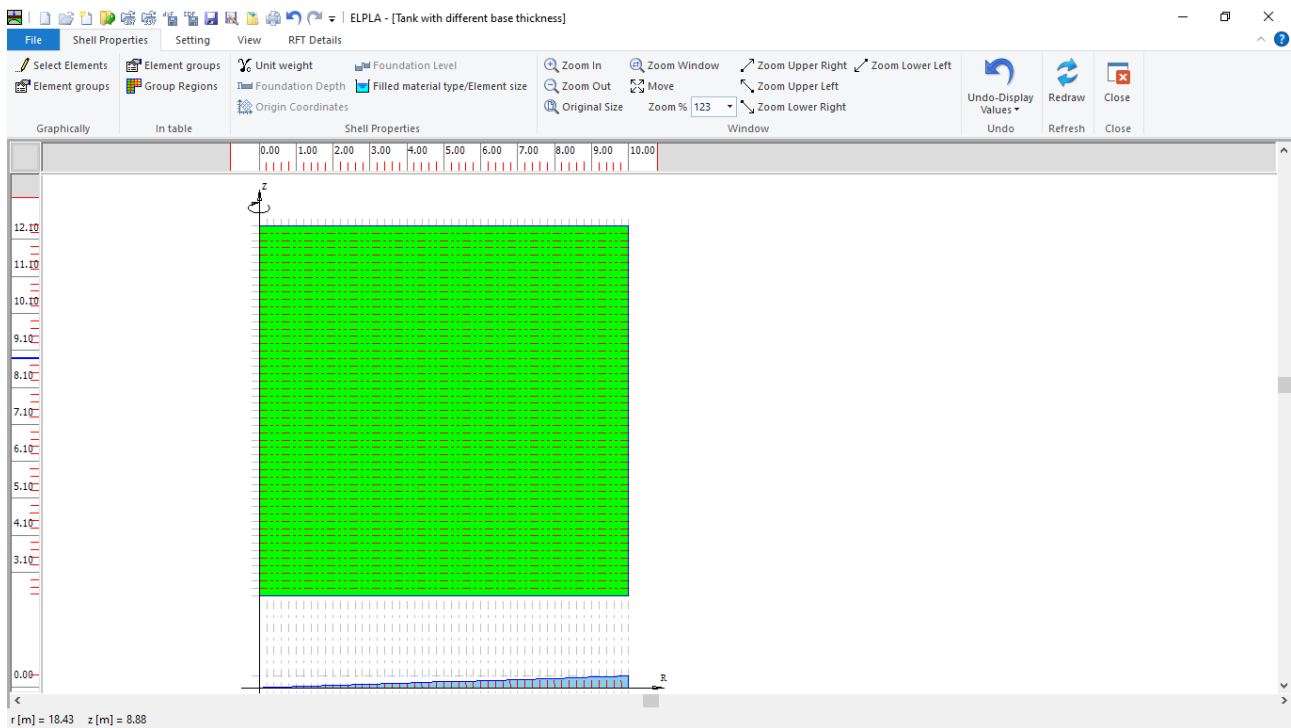 ELPLA - [Tank with different base thickness]
File Shell Properties Setting View RFT Details
Select Elements Element groups Unit weight Foundation Level Zoom In Zoom Window Zoom Upper Right Zoom Lower Left
Element groups Group Regions Foundation Depth Filled material type/Element size Zoom Out Move Zoom Upper Left Undo-Display Values Redraw Close
Origin Coordinates Original Size Zoom % 123 Zoom Lower Right
Graphically In table Shell Properties Window Undo Refresh Close
0.00 1.00 2.00 3.00 4.00 5.00 6.00 7.00 8.00 9.00 10.00
z
12.10
11.10
10.10
9.10
8.10
7.10
6.10
5.10
4.10
3.10
0.00
R
r [m] = 18.43 z [m] = 8.88